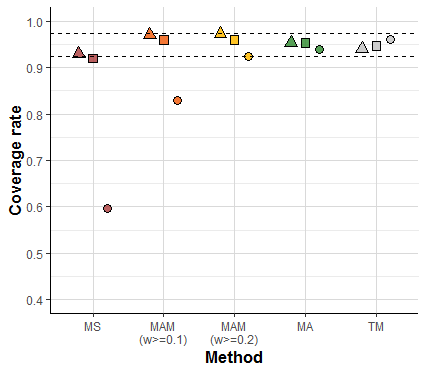 Coverage rate
1.0
0.9
0.8
0.7
0.6
0.5
0.4
MS
MAM
(w>=0.1)
MAM
(w>=0.2)
MA
TM
Method